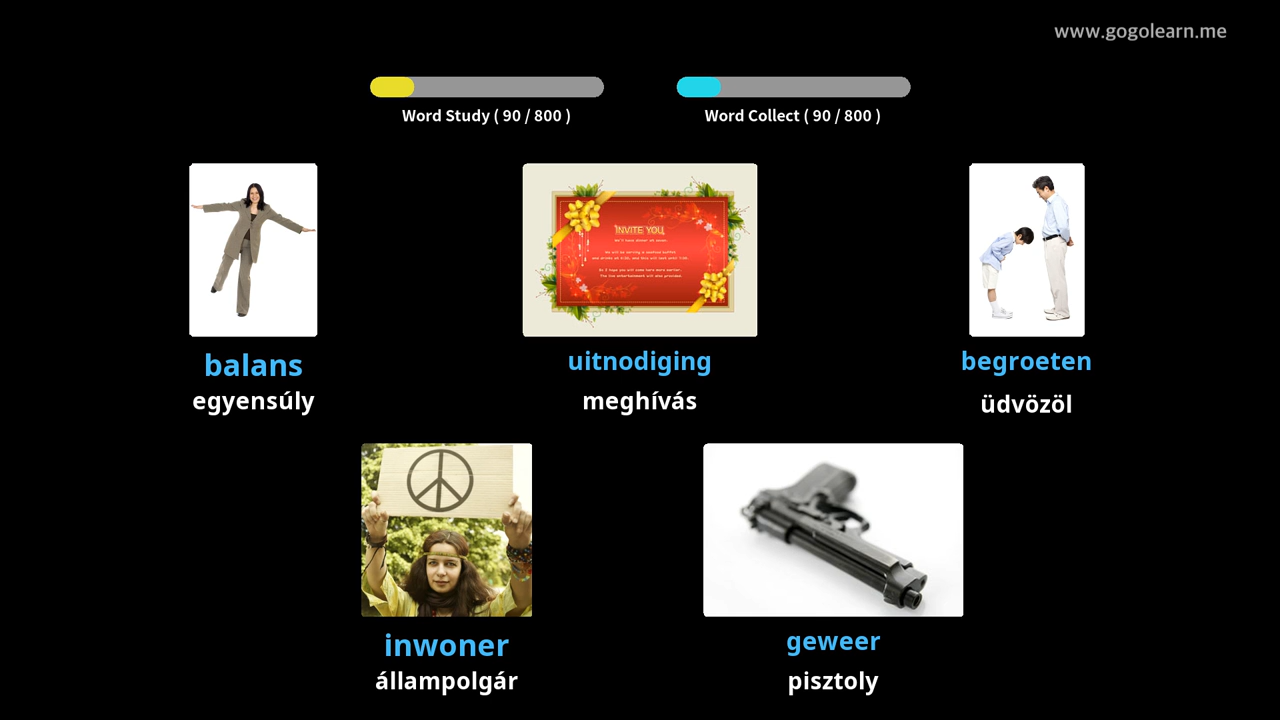 www.gogolearn.me
Word Study ( 90 / 800 )
Word Collect ( 90 / 800 )
INVITE YOU
balans
egyensúly
uitnodiging
meghívás
begroeten
üdvözöl
inwoner
állampolgár
geweer
pisztoly